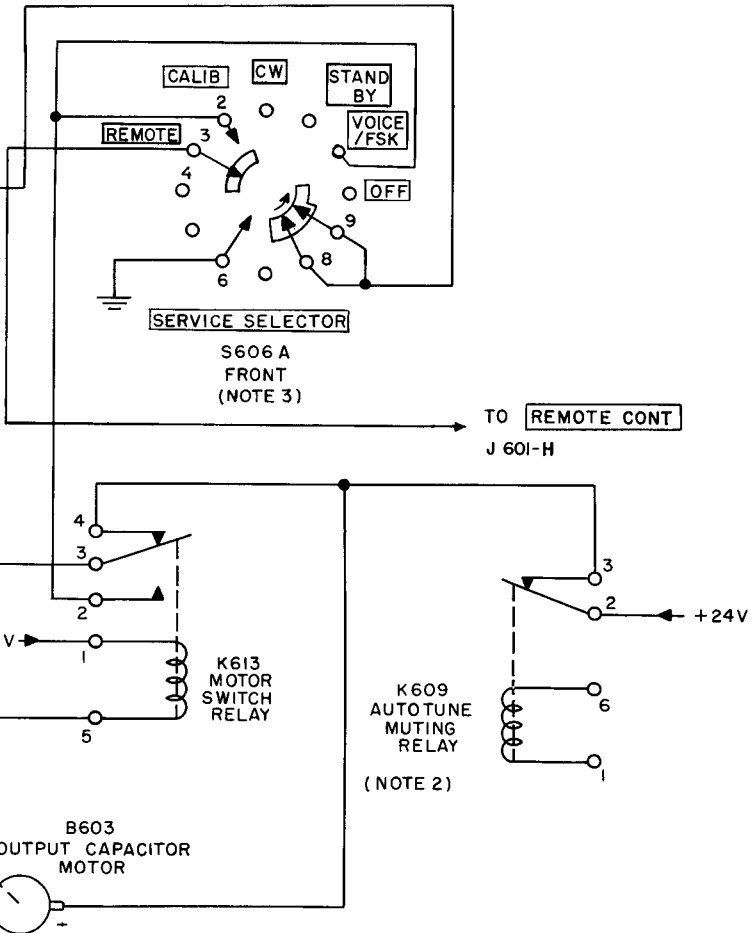 CALIB
CW
STAND
BY
VOICE
/FSK
REMOTE
2
3
4
OFF
9
8
6
SERVICE SELECTOR
S606A
FRONT
(NOTE 3)
TO REMOTE CONT
J 601-H
4
3
2
V
1
5
K613
MOTOR
SWITCH
RELAY
3
2
+24V
6
1
K609
AUTOTUNE
MUTING
RELAY
(NOTE 2)
B603
OUTPUT CAPACITOR
MOTOR
+